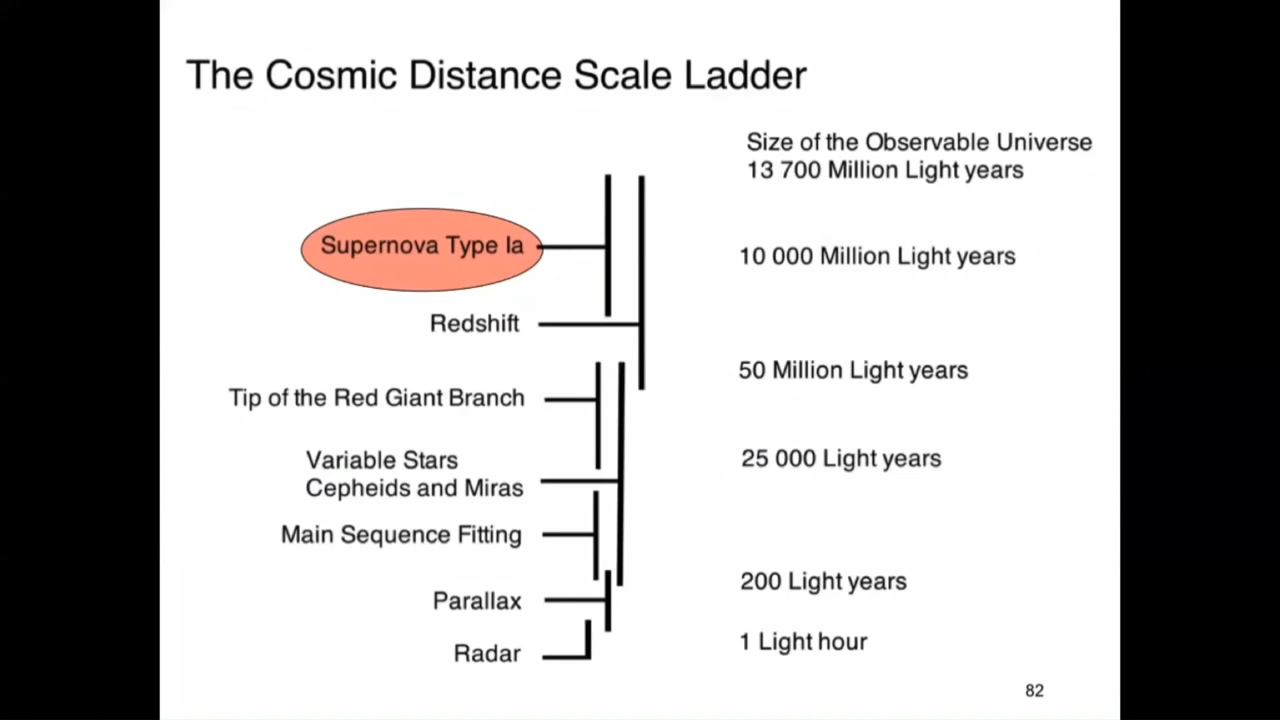 The Cosmic Distance Scale Ladder
Size of the Observable Universe
13 700 Million Light years
Supernova Type Ia
10 000 Million Light years
Redshift
50 Million Light years
Tip of the Red Giant Branch
Variable Stars
Cepheids and Miras
25 000 Light years
Main Sequence Fitting
200 Light years
Parallax
1 Light hour
Radar
82